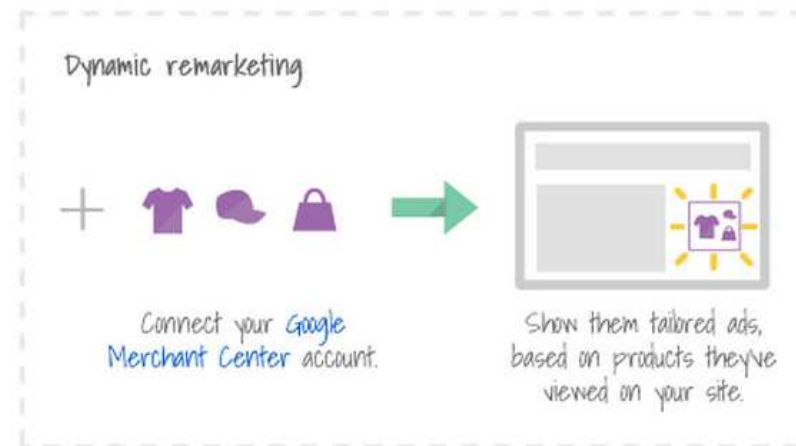 Dynamic remarketing
Connect your Google
Merchant Center account.
Show them tailored ads,
based on products they've
viewed on your site.